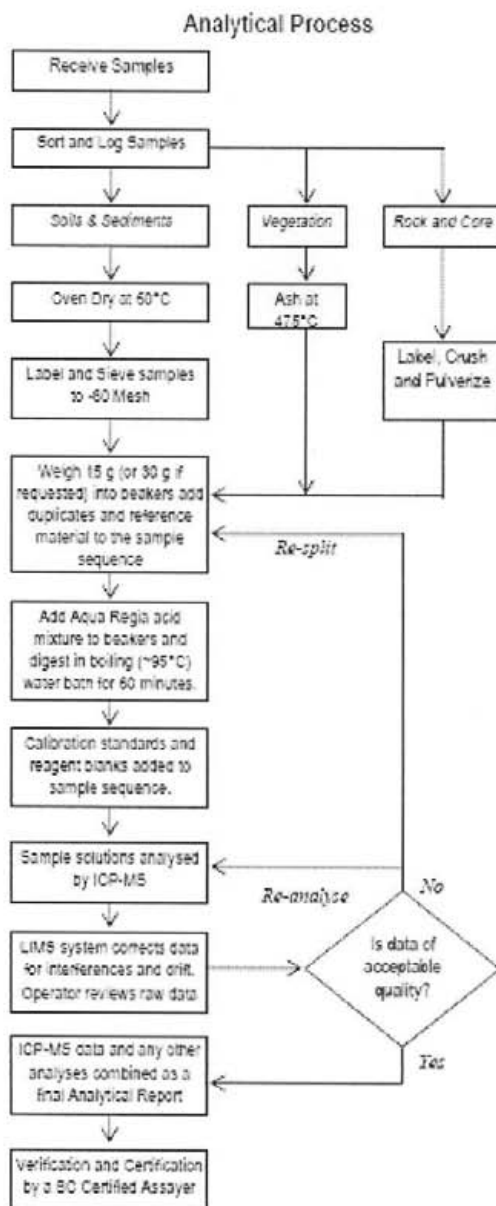 Analytical Process
Receive Samples
Sort and Log Samples
Soils & Sediments
Vegetation
Rock and Core
Oven Dry at 60°C
Ash at
475°C
Label and Sieve samples
to -80 Mesh
Label, Crush
and Pulverize
Weigh 15 g (or 30 g if
requested) into beakers add
duplicates and reference
material to the sample
sequence
Re-split
Add Aqua Regia acid
mixture to beakers and
digest in boiling (~95°C)
water bath for 60 minutes.
Calibration standards and
reagent blanks added to
sample sequence.
Sample solutions analysed
by ICP-MS
Re-analyse
No
LIMS system corrects data
for interferences and drift.
Operator reviews raw data
Is data of
acceptable
quality?
Yes
ICP-MS data and any other
analyses combined as a
final Analytical Report
Verification and Certification
by a BC Certified Assayer